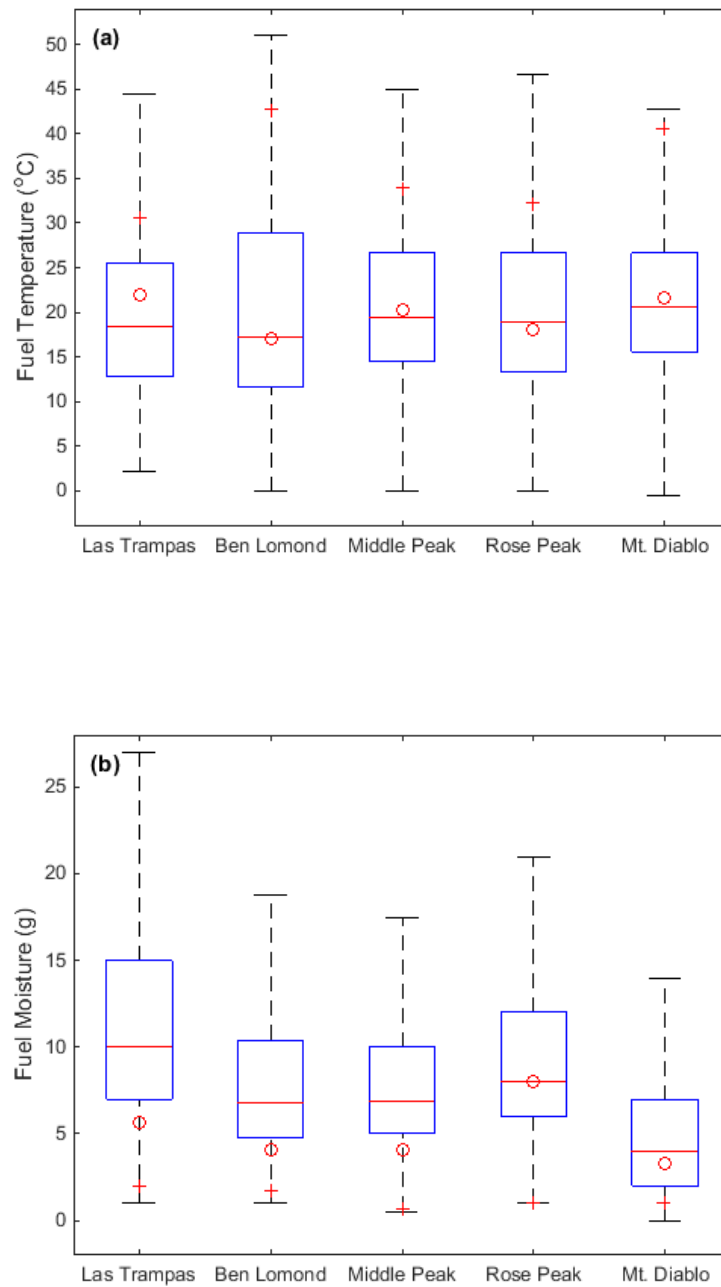 (a)
Fuel Temperature (°C)
50
45
40
35
30
25
20
15
10
5
0
Las Trampas Ben Lomond Middle Peak Rose Peak Mt. Diablo
(b)
Fuel Moisture (g)
25
20
15
10
5
0
Las Trampas Ben Lomond Middle Peak Rose Peak Mt. Diablo